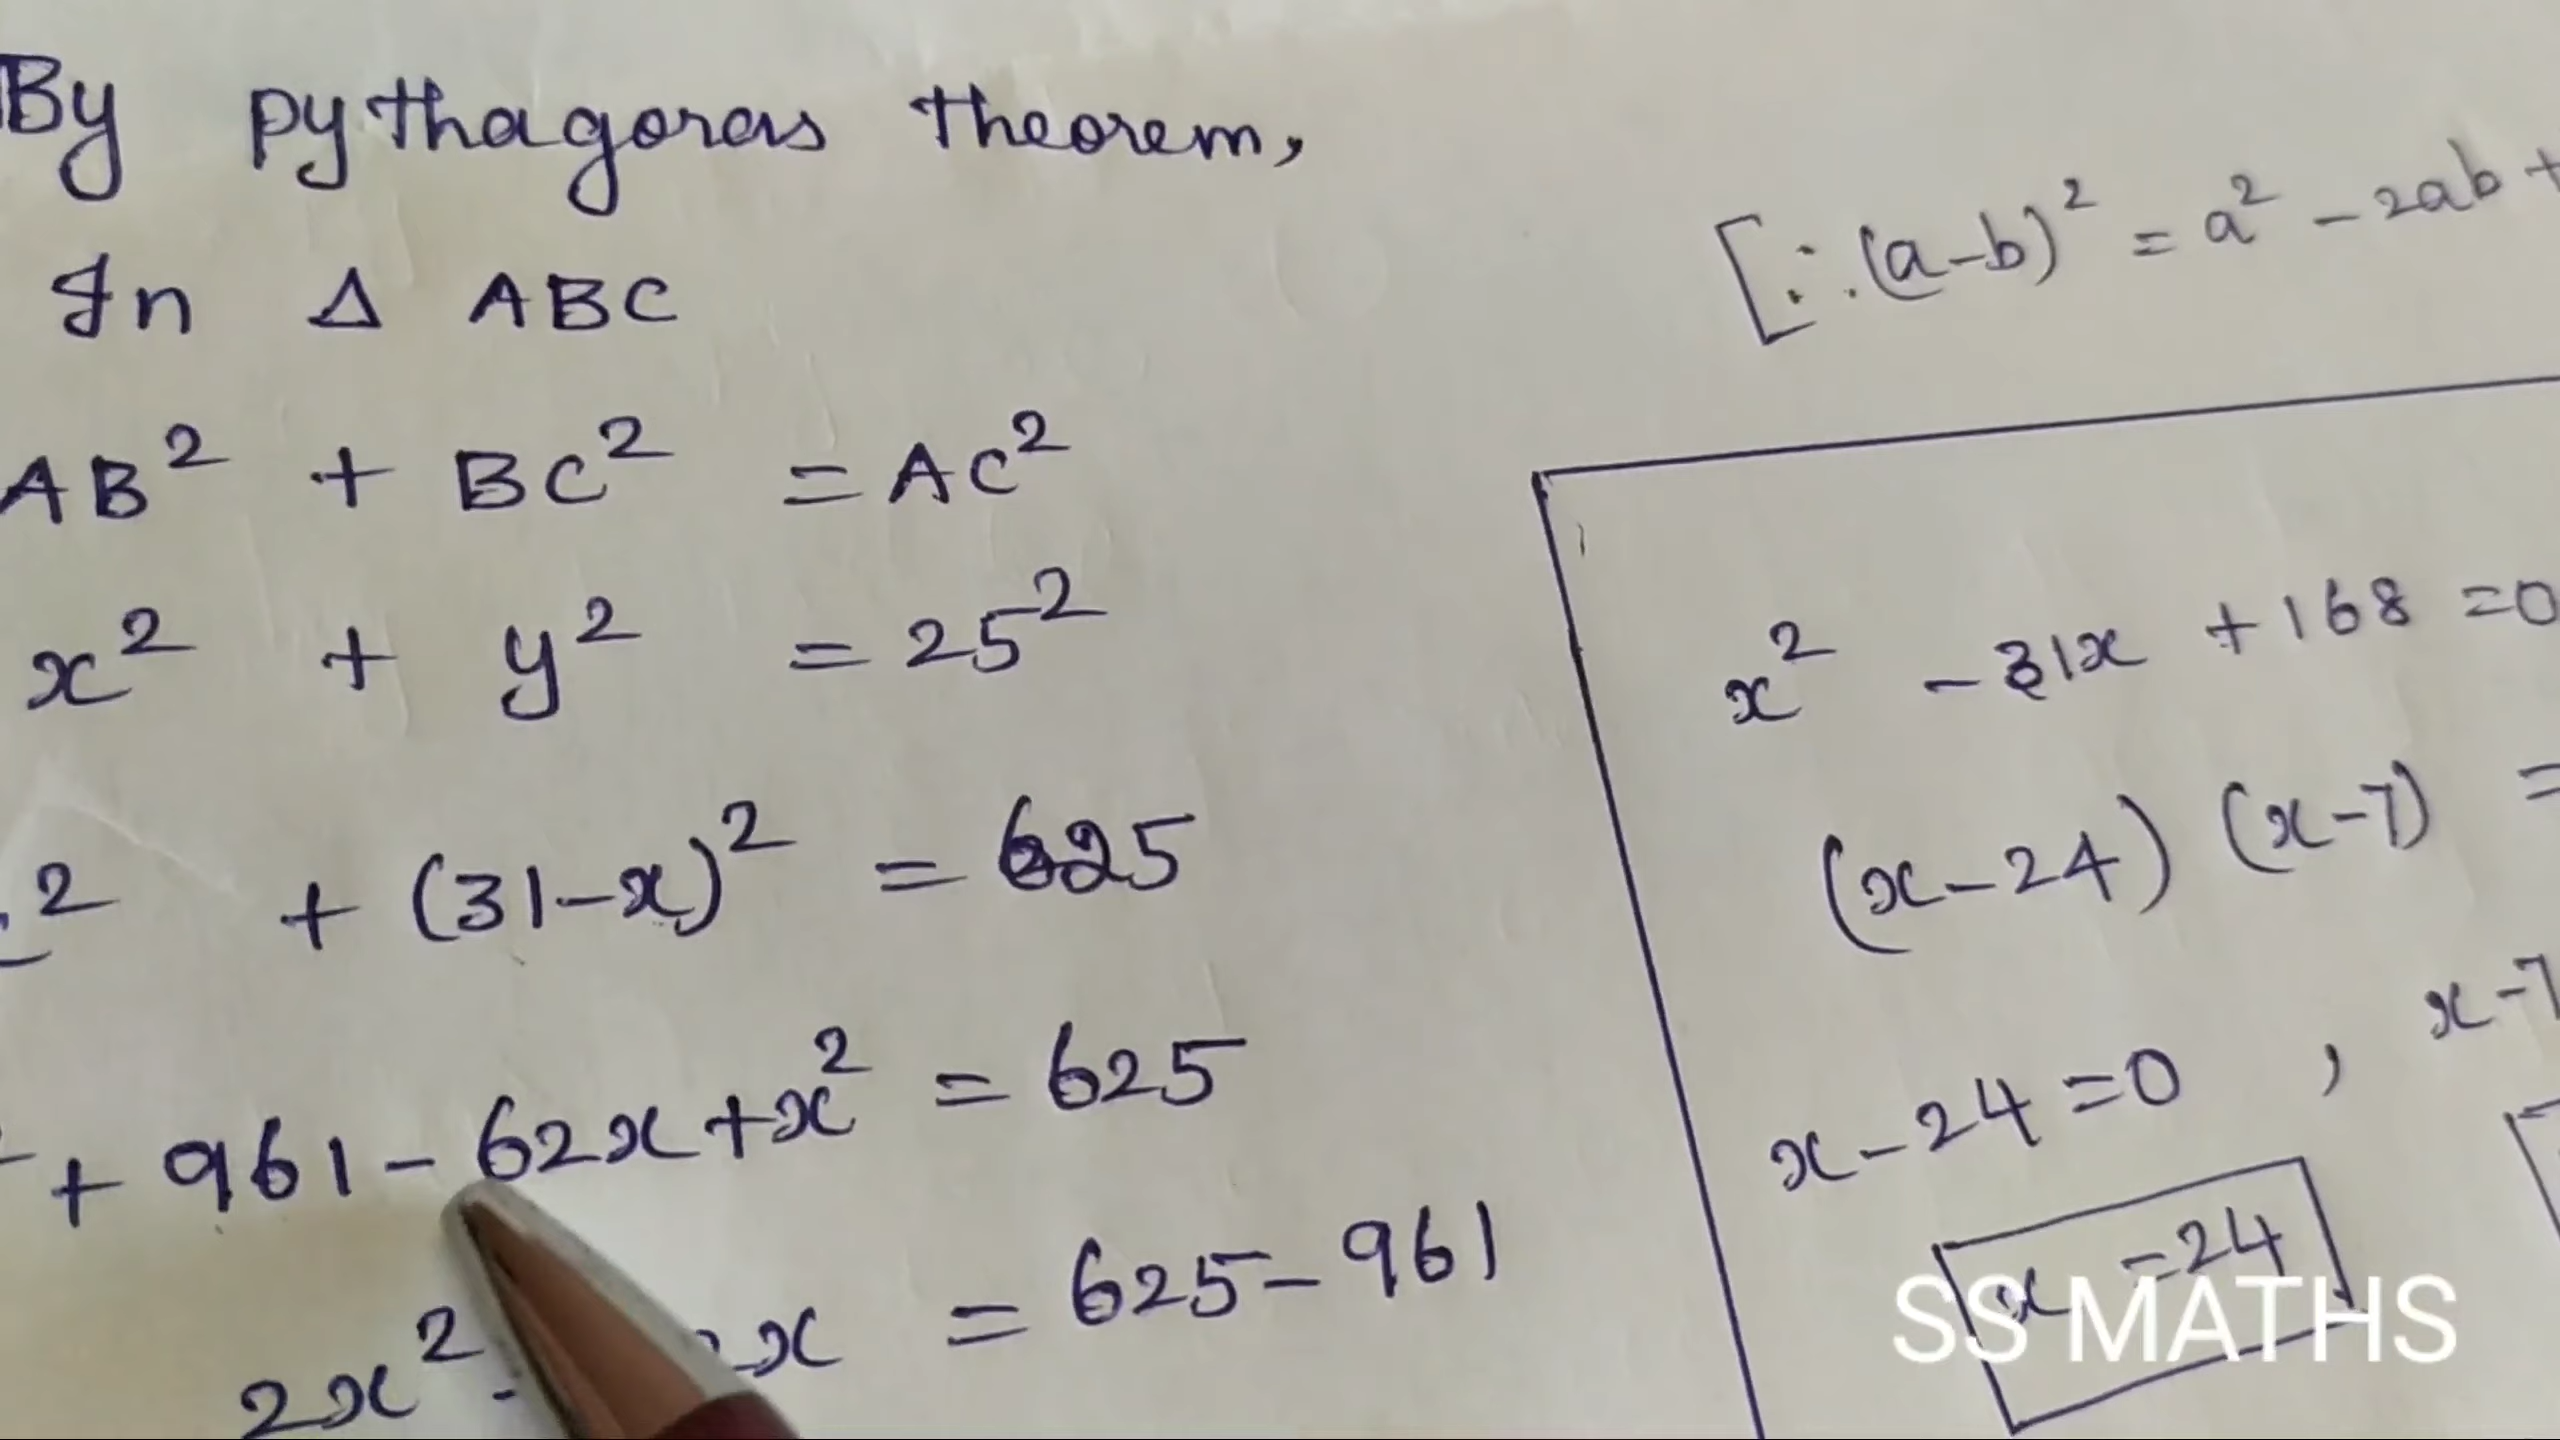 By pythagoras theorem,
In Δ ABC
AB² + BC² = AC²
x² + y² = 25²
² + (31-x)² = 625
+ 961 - 62x + x² = 625
2x² - x = 625 - 961
[∵ (a-b)² = a² - 2ab +
x² - 31x + 168 = 0
(x-24) (x-7) =
x - 24 = 0 , x - 7
x = 24
SS MATHS